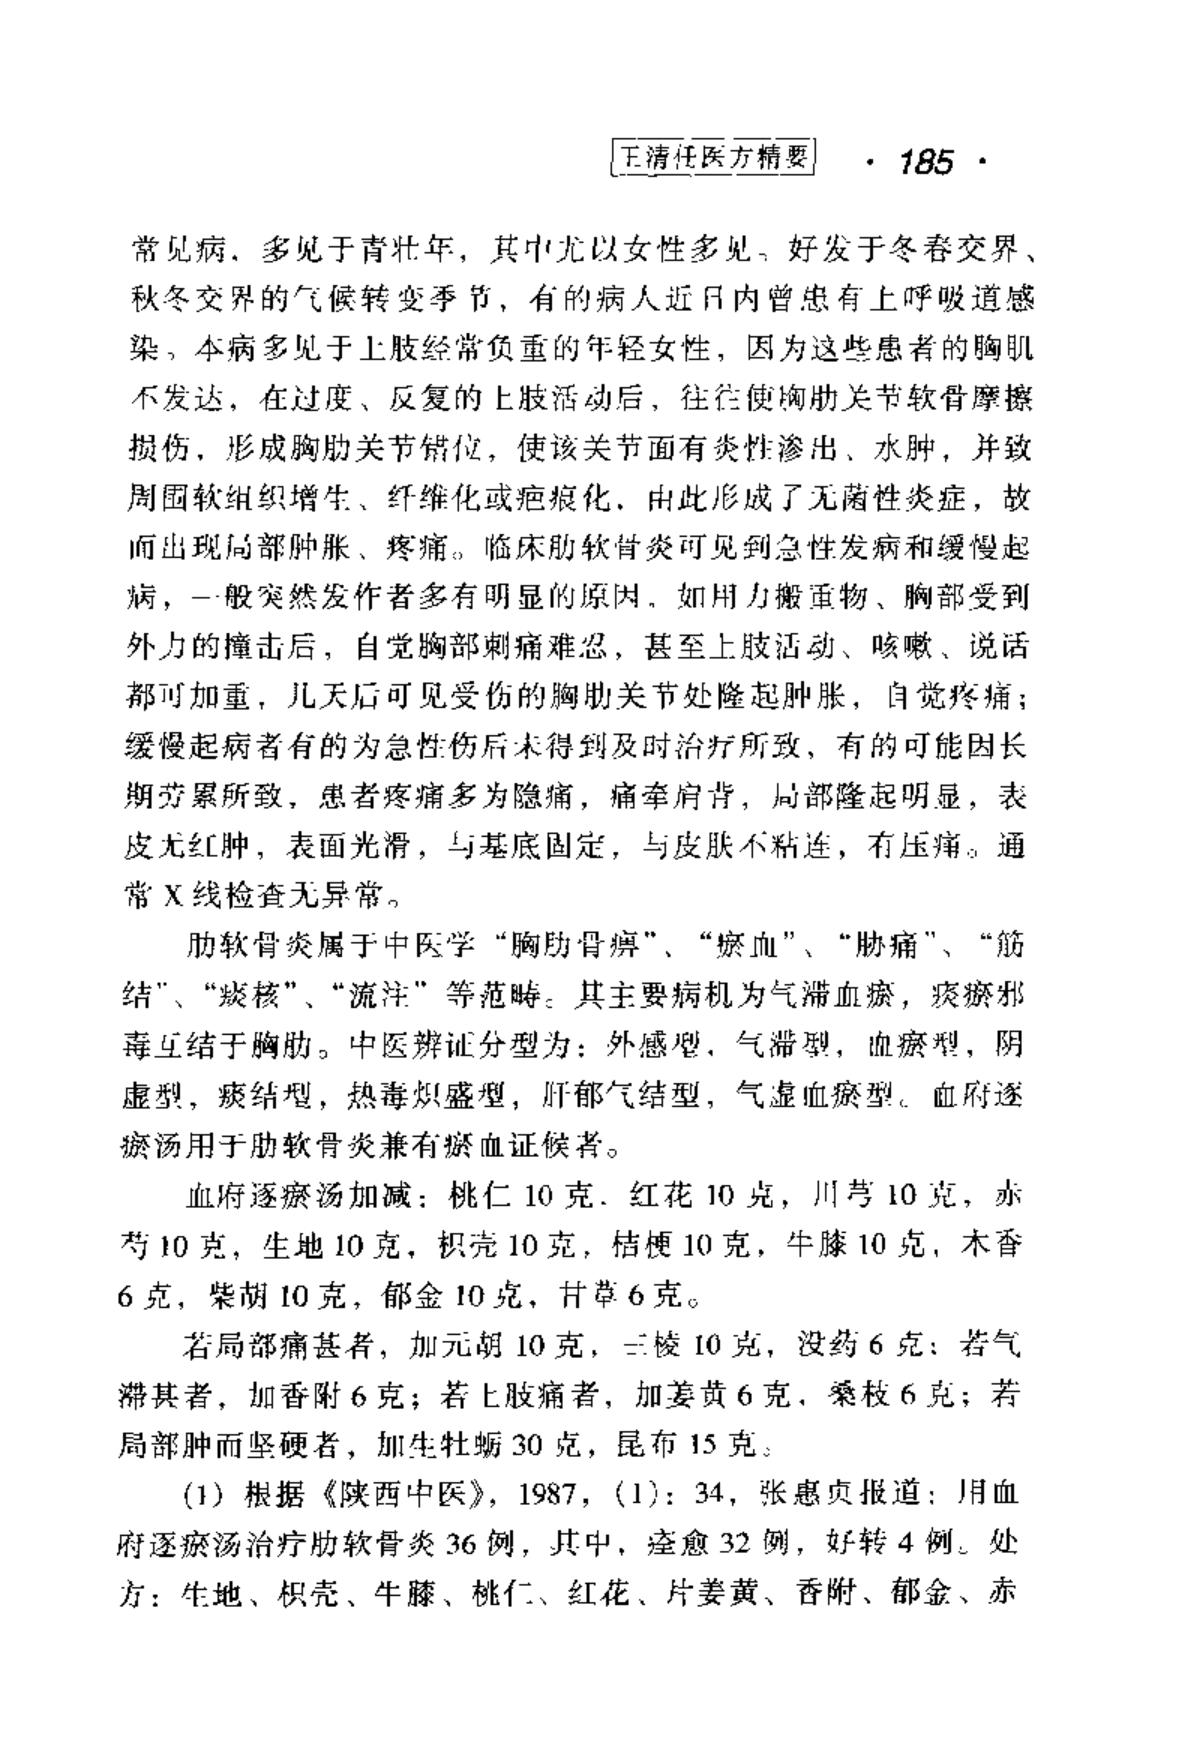 王清任医方精要 · 185 ·
常见病，多见于青壮年，其中尤以女性多见。好发于冬春交界、
秋冬交界的气候转变季节，有的病人近日内曾患有上呼吸道感
染。本病多见于上肢经常负重的年轻女性，因为这些患者的胸肌
不发达，在过度、反复的上肢活动后，往往使胸肋关节软骨摩擦
损伤，形成胸肋关节错位，使该关节面有炎性渗出、水肿，并致
周围软组织增生、纤维化或疤痕化，由此形成了无菌性炎症，故
而出现局部肿胀、疼痛。临床肋软骨炎可见到急性发病和缓慢起
病，一般突然发作者多有明显的原因，如用力搬重物、胸部受到
外力的撞击后，自觉胸部刺痛难忍，甚至上肢活动、咳嗽、说话
都可加重，几天后可见受伤的胸肋关节处隆起肿胀，自觉疼痛；
缓慢起病者有的为急性伤后未得到及时治疗所致，有的可能因长
期劳累所致，患者疼痛多为隐痛，痛牵肩背，局部隆起明显，表
皮无红肿，表面光滑，与基底固定，与皮肤不粘连，有压痛。通
常 X 线检查无异常。
肋软骨炎属于中医学“胸肋骨痹”、“瘀血”、“胁痛”、“筋
结”、“痰核”、“流注”等范畴。其主要病机为气滞血瘀，痰瘀邪
毒互结于胸肋。中医辨证分型为：外感型，气滞型，血瘀型，阴
虚型，痰结型，热毒炽盛型，肝郁气结型，气虚血瘀型。血府逐
瘀汤用于肋软骨炎兼有瘀血证候者。
血府逐瘀汤加减：桃仁 10 克，红花 10 克，川芎 10 克，赤
芍 10 克，生地 10 克，枳壳 10 克，桔梗 10 克，牛膝 10 克，木香
6 克，柴胡 10 克，郁金 10 克，甘草 6 克。
若局部痛甚者，加元胡 10 克，三棱 10 克，没药 6 克；若气
滞甚者，加香附 6 克；若上肢痛者，加姜黄 6 克，桑枝 6 克；若
局部肿而坚硬者，加生牡蛎 30 克，昆布 15 克。
(1) 根据《陕西中医》，1987，(1)：34，张惠贞报道：用血
府逐瘀汤治疗肋软骨炎 36 例，其中，痊愈 32 例，好转 4 例。处
方：生地、枳壳、牛膝、桃仁、红花、片姜黄、香附、郁金、赤